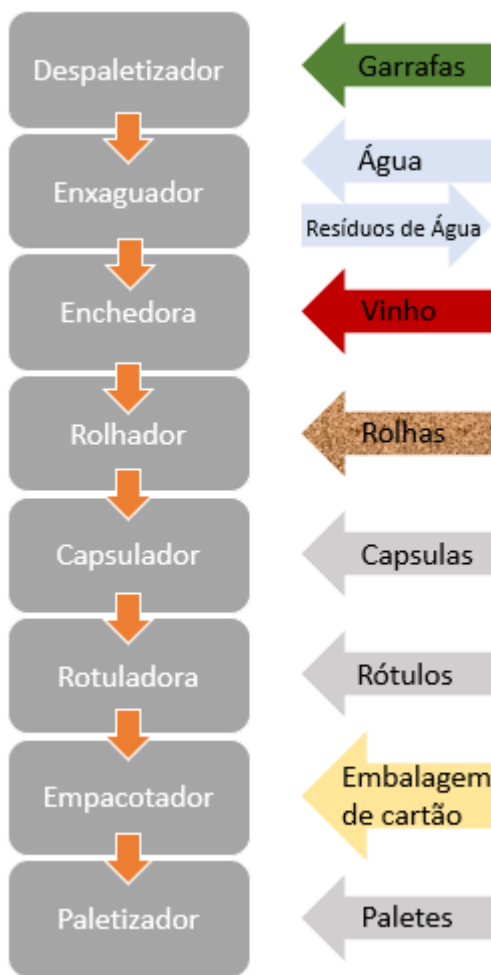 Despaletizador
Garrafas
Enxaguador
Água
Resíduos de Água
Enchedora
Vinho
Rolhador
Rolhas
Capsulador
Capsulas
Rotuladora
Rótulos
Empacotador
Embalagem
de cartão
Paletizador
Paletes